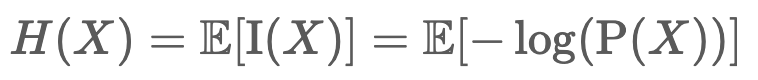 H(X) = 𝔼[I(X)] = 𝔼[− log(P(X))]